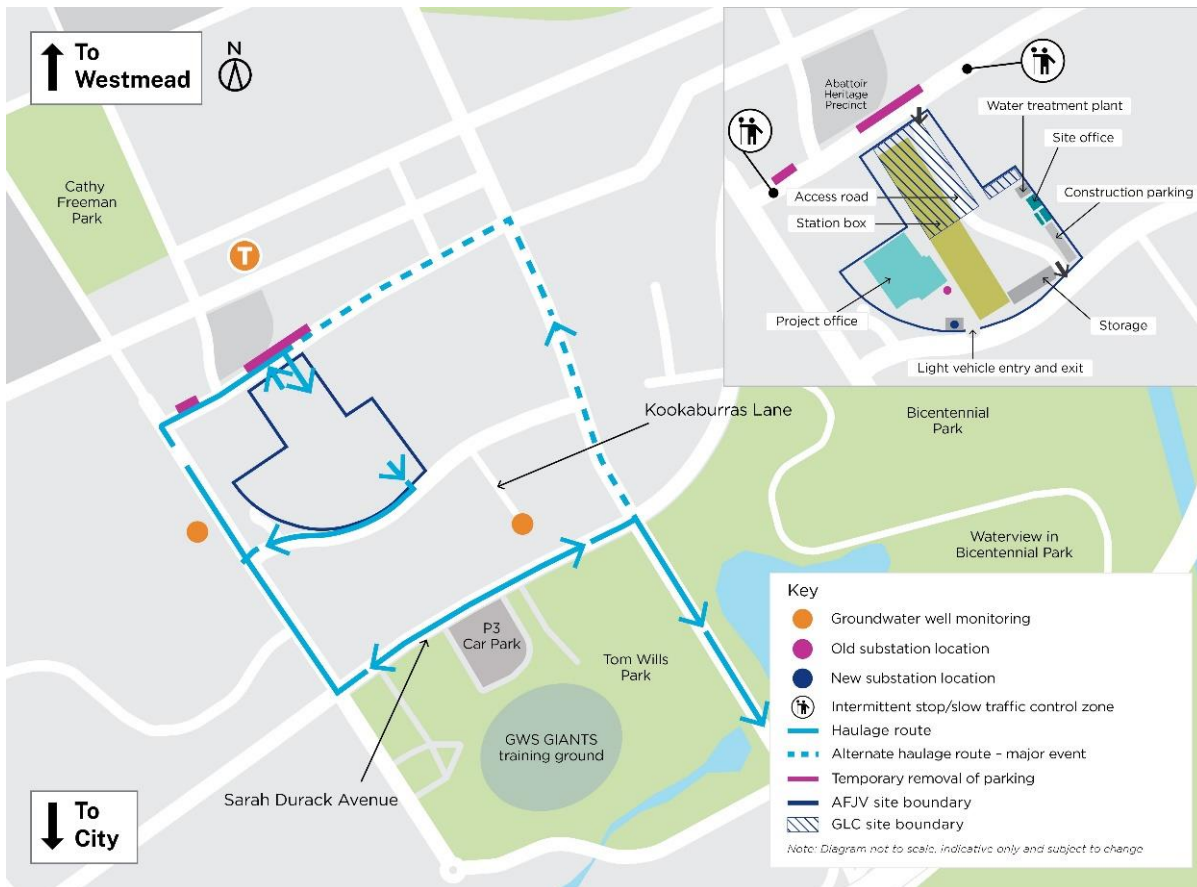 To
Westmead
N
Cathy
Freeman
Park
T
Kookaburras Lane
Bicentennial
Park
Waterview in
Bicentennial Park
P3
Car Park
Tom Wills
Park
GWS GIANTS
training ground
Sarah Durack Avenue
To
City
Abattoir
Heritage
Precinct
Water treatment plant
Site office
Construction parking
Access road
Station box
Project office
Storage
Light vehicle entry and exit
Key
Groundwater well monitoring
Old substation location
New substation location
Intermittent stop/slow traffic control zone
Haulage route
Alternate haulage route – major event
Temporary removal of parking
AFJV site boundary
GLC site boundary
Note: Diagram not to scale, indicative only and subject to change